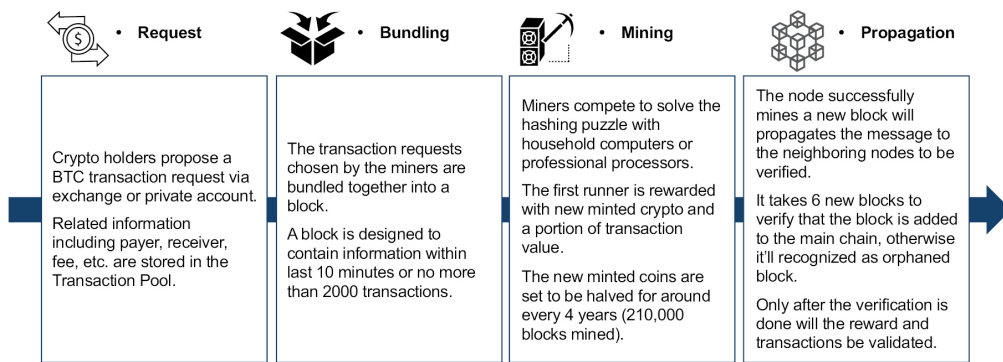 • Request
Crypto holders propose a
BTC transaction request via
exchange or private account.
Related information
including payer, receiver,
fee, etc. are stored in the
Transaction Pool.
• Bundling
The transaction requests
chosen by the miners are
bundled together into a
block.
A block is designed to
contain information within
last 10 minutes or no more
than 2000 transactions.
• Mining
Miners compete to solve the
hashing puzzle with
household computers or
professional processors.
The first runner is rewarded
with new minted crypto and
a portion of transaction
value.
The new minted coins are
set to be halved for around
every 4 years (210,000
blocks mined).
• Propagation
The node successfully
mines a new block will
propagates the message to
the neighboring nodes to be
verified.
It takes 6 new blocks to
verify that the block is added
to the main chain, otherwise
it’ll recognized as orphaned
block.
Only after the verification is
done will the reward and
transactions be validated.